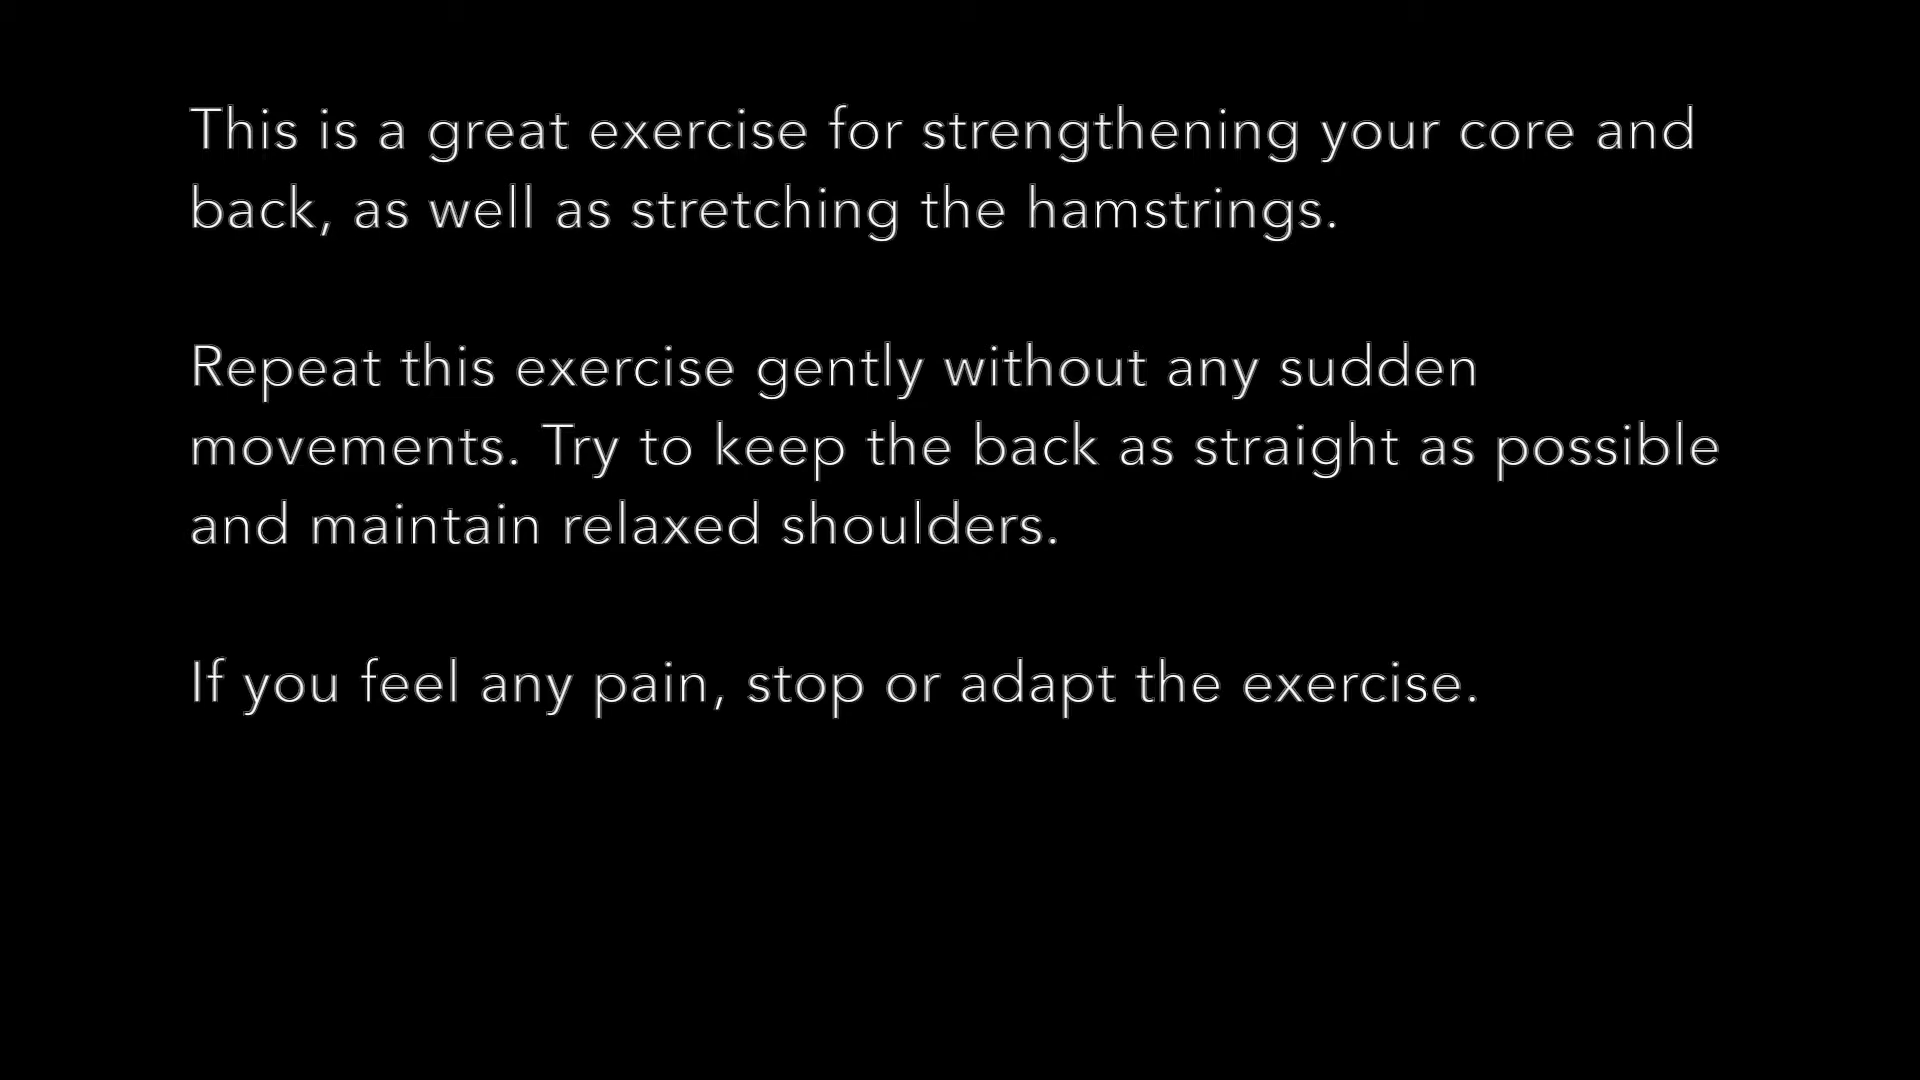 This is a great exercise for strengthening your core and
back, as well as stretching the hamstrings.
Repeat this exercise gently without any sudden
movements. Try to keep the back as straight as possible
and maintain relaxed shoulders.
If you feel any pain, stop or adapt the exercise.